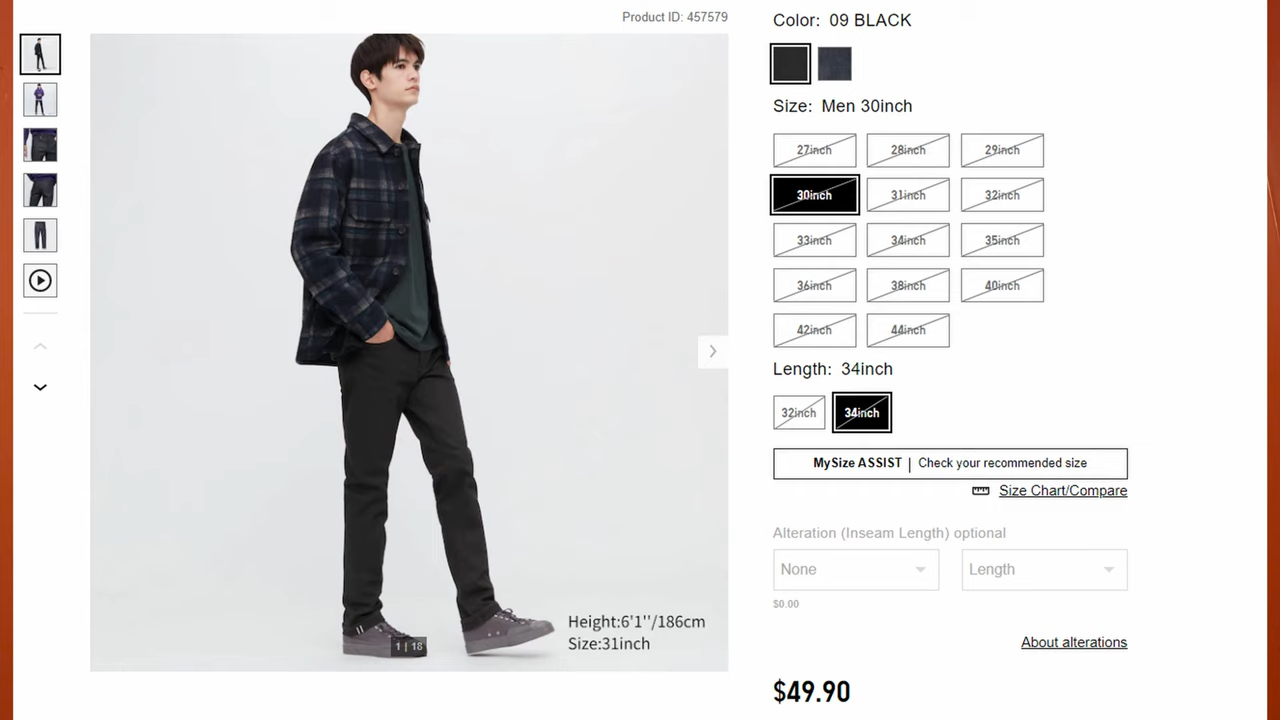 Product ID: 457579
Color: 09 BLACK
Size: Men 30inch
27inch 28inch 29inch
30inch 31inch 32inch
33inch 34inch 35inch
36inch 38inch 40inch
42inch 44inch
Length: 34inch
32inch 34inch
MySize ASSIST | Check your recommended size
Size Chart/Compare
Alteration (Inseam Length) optional
None Length
$0.00
About alterations
$49.90
Height:6'1''/186cm
Size:31inch
1 | 18